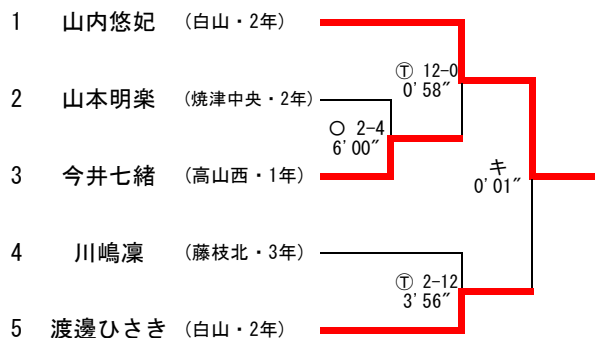 1 山内悠妃 (白山・2年)
Ⓣ 12-0
0'58"
2 山本明楽 (焼津中央・2年)
○ 2-4
6'00"
3 今井七緒 (高山西・1年)
キ
0'01"
4 川嶋凜 (藤枝北・3年)
Ⓣ 2-12
3'56"
5 渡邊ひさき (白山・2年)